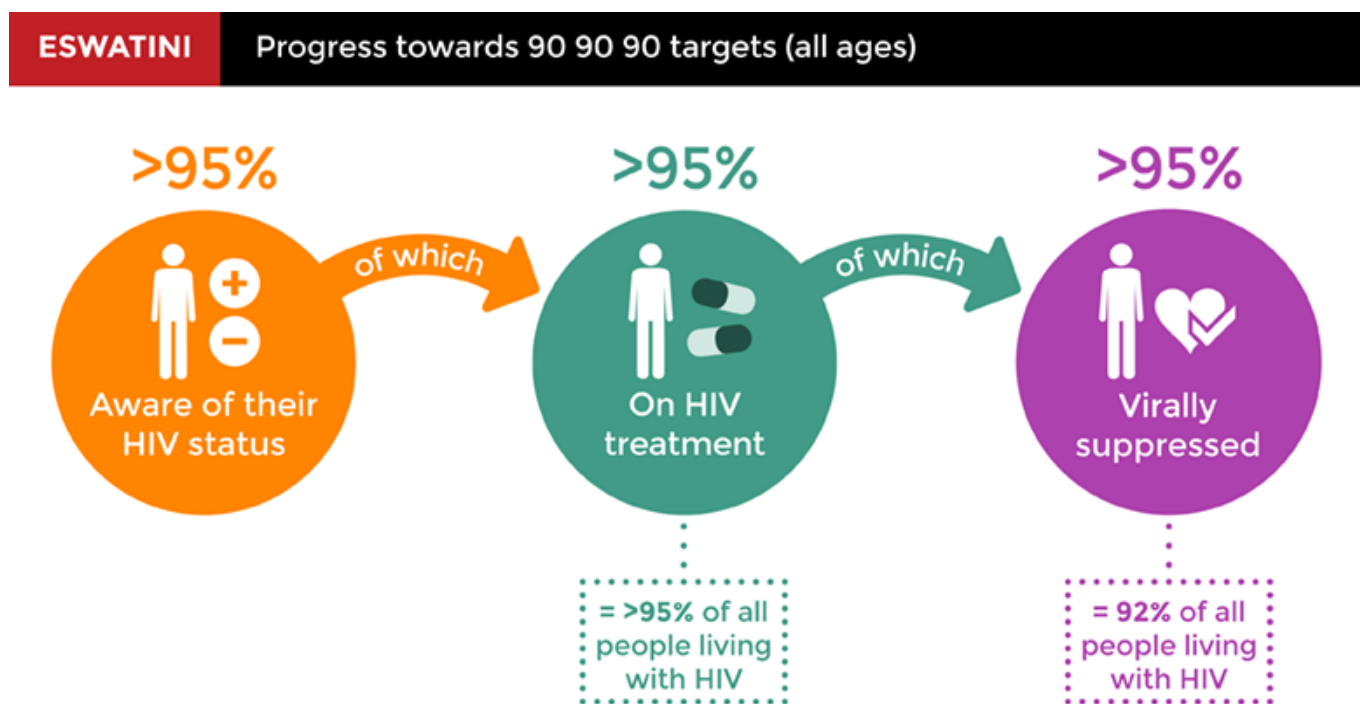 ESWATINI Progress towards 90 90 90 targets (all ages)
>95% >95% >95%
of which of which
+
−
Aware of their
HIV status
On HIV
treatment
Virally
suppressed
= >95% of all
people living
with HIV
= 92% of all
people living
with HIV